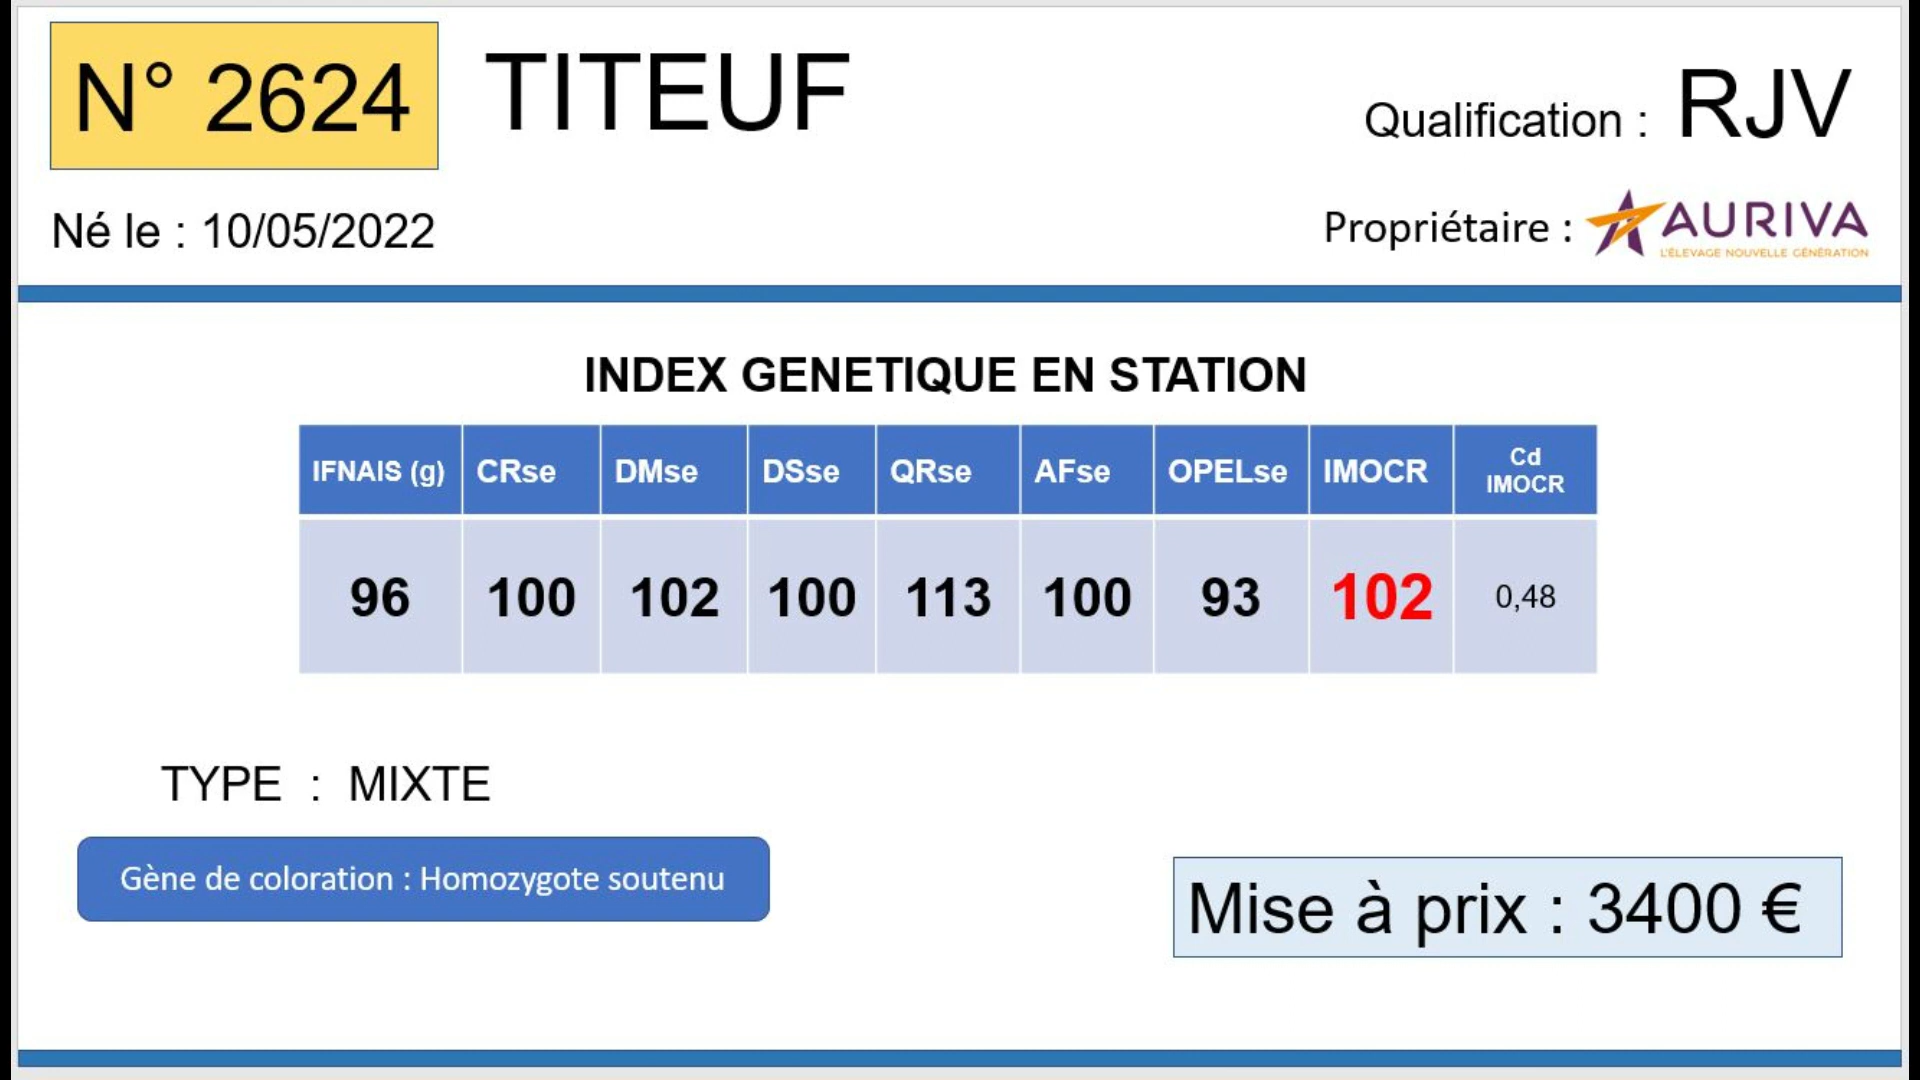 N° 2624
TITEUF
Qualification : RJV
Né le : 10/05/2022
Propriétaire : AURIVA
L'ÉLEVAGE NOUVELLE GÉNÉRATION
INDEX GENETIQUE EN STATION
IFNAIS (g) CRse DMse DSse QRse AFse OPELse IMOCR Cd IMOCR
96 100 102 100 113 100 93 102 0,48
TYPE : MIXTE
Gène de coloration : Homozygote soutenu
Mise à prix : 3400 €